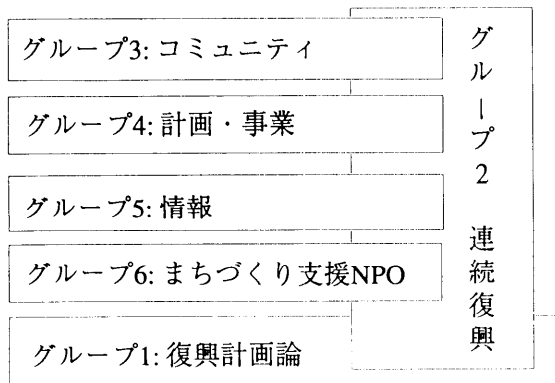 グループ3: コミュニティ
グループ4: 計画・事業
グループ5: 情報
グループ6: まちづくり支援NPO
グループ1: 復興計画論
グループ2 連続復興